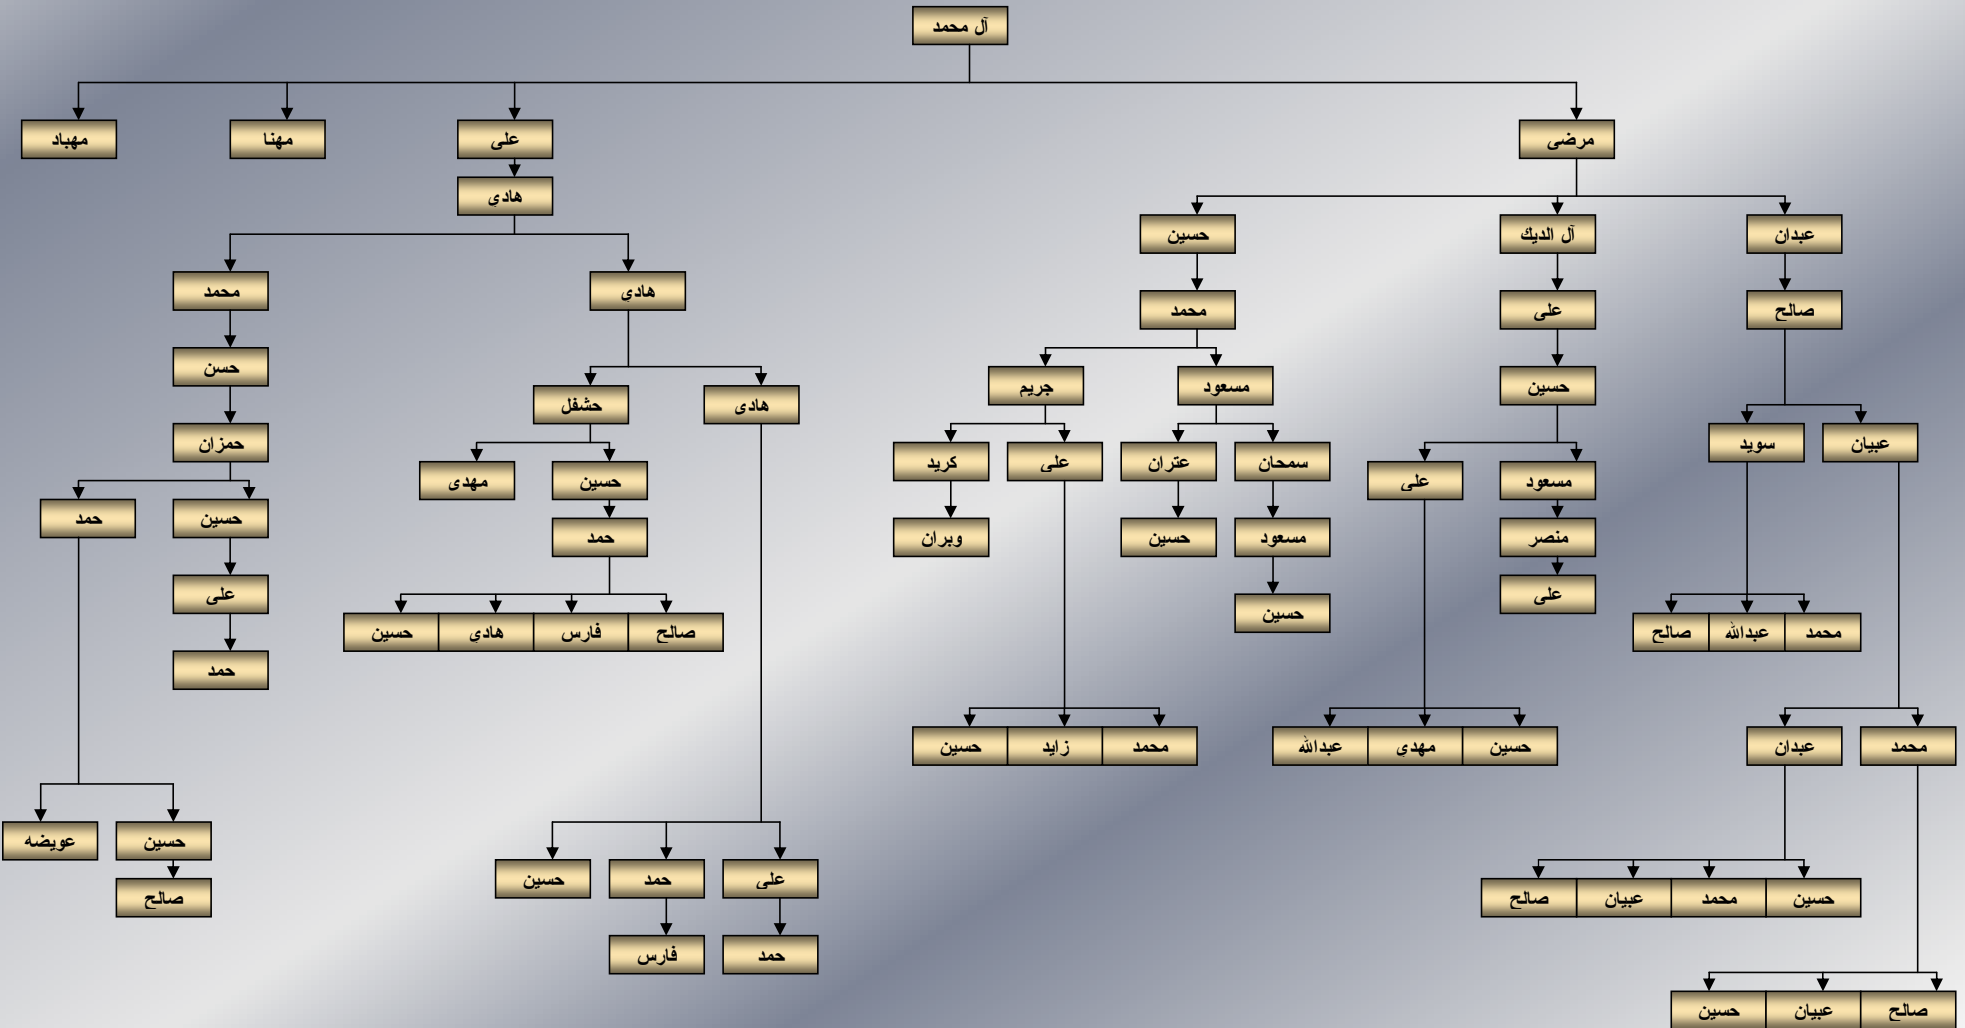 آل محمد
مرضى
على
مهنا
مهباد
هادي
عبدان
آل الديك
حسين
هادي
محمد
صالح
على
محمد
حسن
حسين
مسعود
جريم
هادى
حشفل
عبيان
سويد
حمزان
سمحان
عتران
على
كريد
مسعود
على
حسين
مهدى
حسين
حمد
منصر
مسعود
حسين
وبران
حمد
على
حسين
على
محمد
عبدالله
صالح
صالح
فارس
هادي
حسين
حمد
محمد
عبدان
حسين
مهدي
عبدالله
محمد
زايد
حسين
حسين
عويضه
على
حمد
حسين
حسين
محمد
عبيان
صالح
صالح
حمد
فارس
صالح
عبيان
حسين